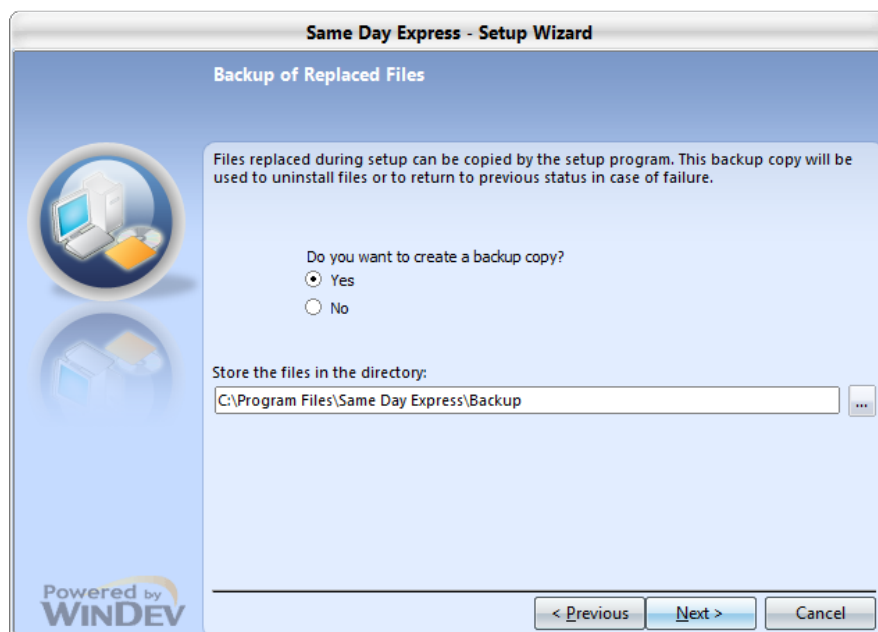 Same Day Express - Setup Wizard
Backup of Replaced Files
Files replaced during setup can be copied by the setup program. This backup copy will be
used to uninstall files or to return to previous status in case of failure.
Do you want to create a backup copy?
Yes
No
Store the files in the directory:
C:\Program Files\Same Day Express\Backup
...
Powered by
WINDEV
< Previous
Next >
Cancel